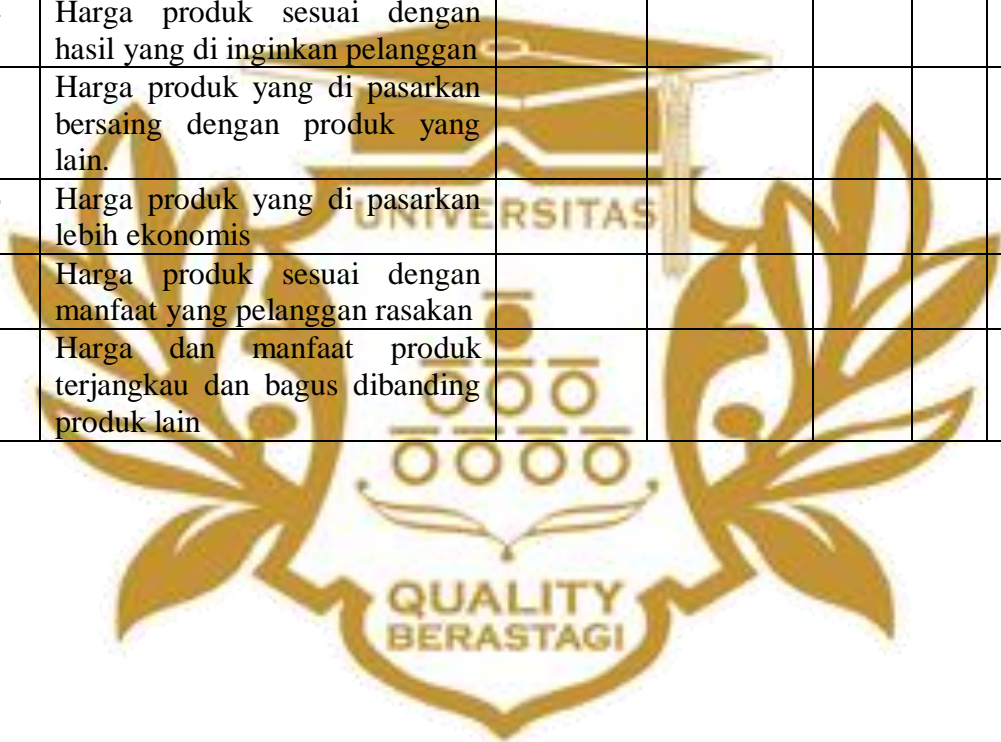 Harga produk sesuai dengan
hasil yang di inginkan pelanggan
Harga produk yang di pasarkan
bersaing dengan produk yang
lain.
Harga produk yang di pasarkan
lebih ekonomis
UNIVERSITAS
Harga produk sesuai dengan
manfaat yang pelanggan rasakan
Harga dan manfaat produk
terjangkau dan bagus dibanding
produk lain
QUALITY
BERASTAGI